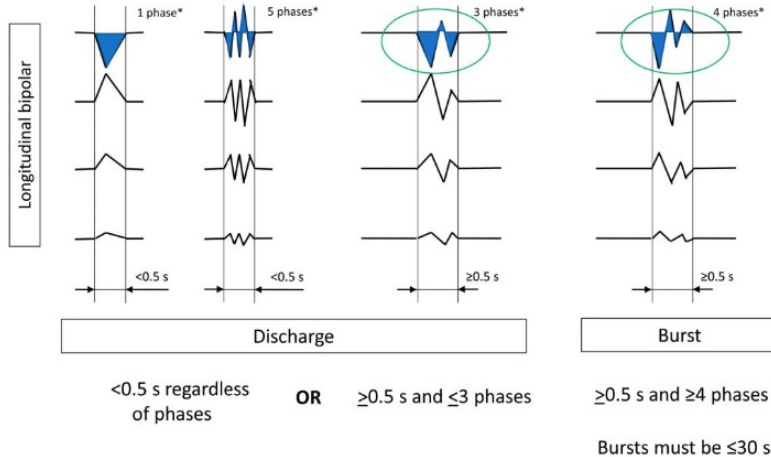 1 phase*
5 phases*
3 phases*
4 phases*
Longitudinal bipolar
<0.5 s
<0.5 s
≥0.5 s
≥0.5 s
Discharge
Burst
<0.5 s regardless
of phases
OR
≥0.5 s and ≤3 phases
≥0.5 s and ≥4 phases
Bursts must be ≤30 s